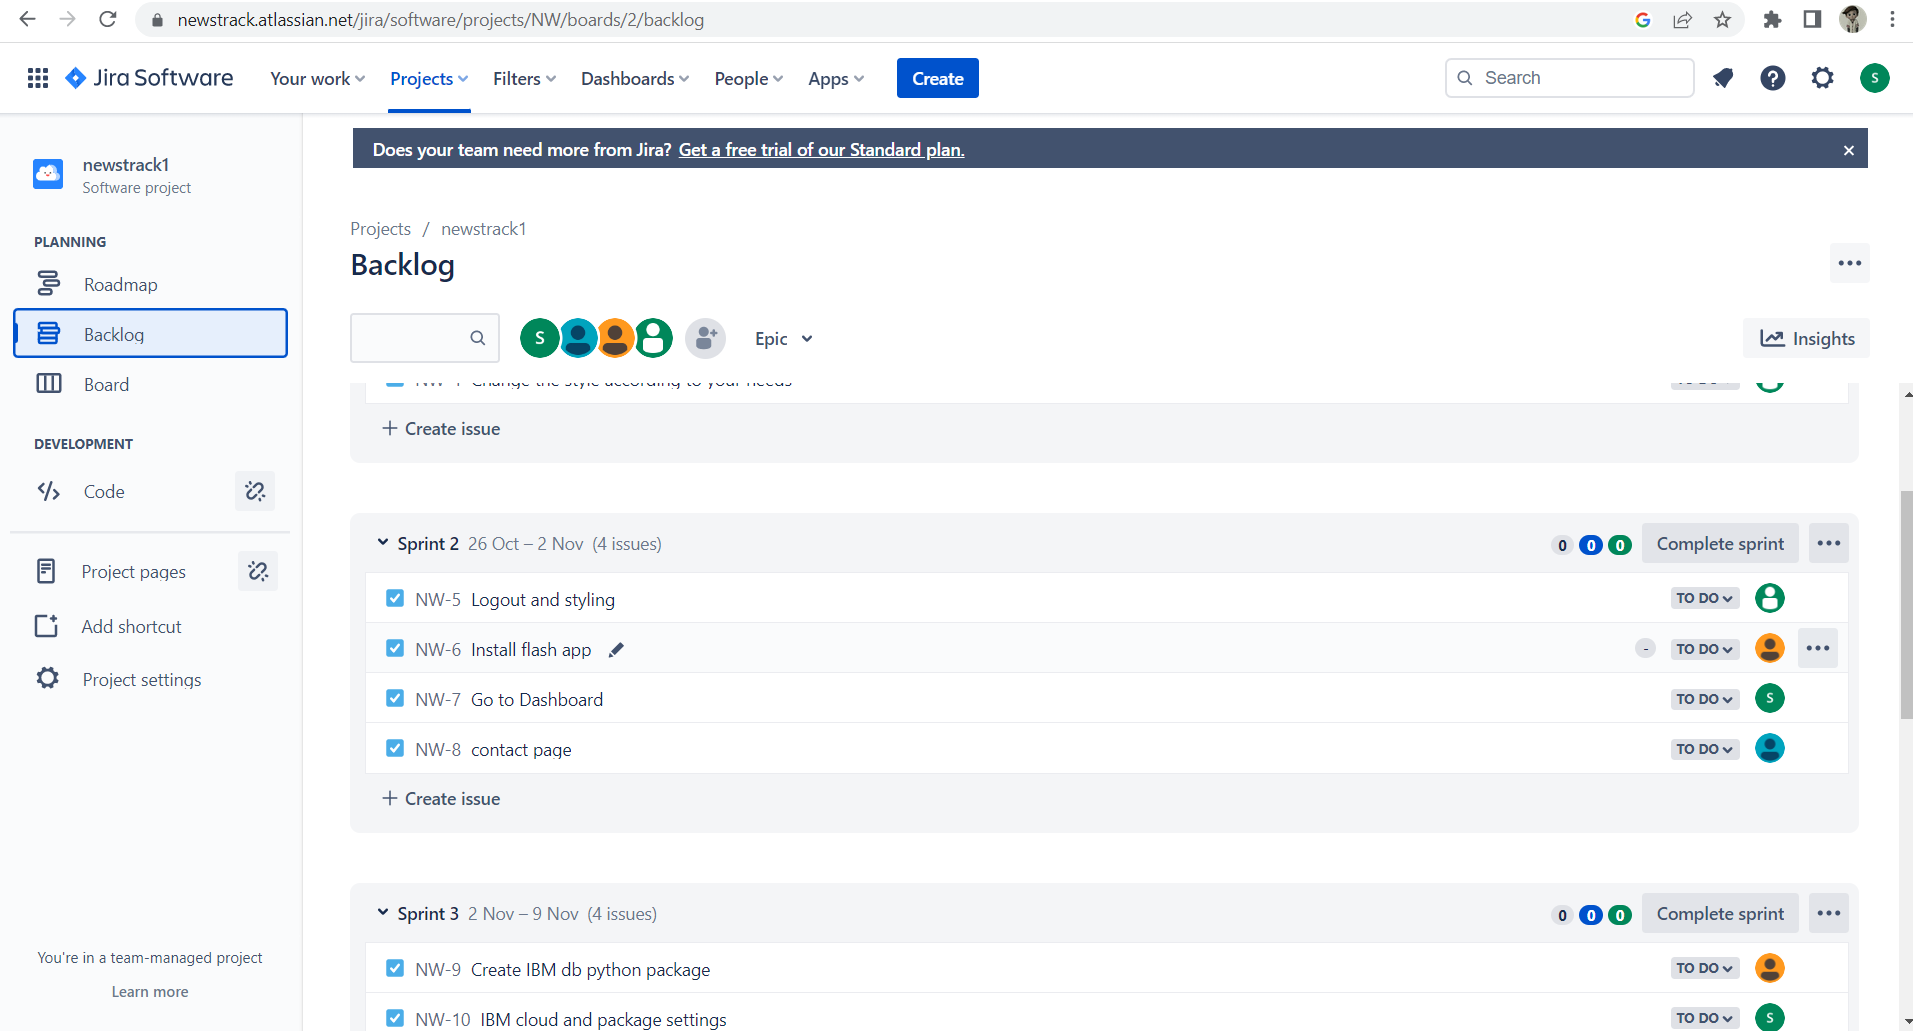 newstrack.atlassian.net/jira/software/projects/NW/boards/2/backlog
Jira Software Your work Projects Filters Dashboards People Apps Create Search S
Does your team need more from Jira? Get a free trial of our Standard plan. ×
newstrack1
Software project
PLANNING
Roadmap
Backlog
Board
DEVELOPMENT
Code
Project pages
Add shortcut
Project settings
You're in a team-managed project
Learn more
Projects / newstrack1
Backlog
S Epic Insights
Change the style according to your needs
+ Create issue
Sprint 2 26 Oct – 2 Nov (4 issues) 0 0 0 Complete sprint
NW-5 Logout and styling TO DO
NW-6 Install flash app - TO DO
NW-7 Go to Dashboard TO DO S
NW-8 contact page TO DO
+ Create issue
Sprint 3 2 Nov – 9 Nov (4 issues) 0 0 0 Complete sprint
NW-9 Create IBM db python package TO DO
NW-10 IBM cloud and package settings TO DO S